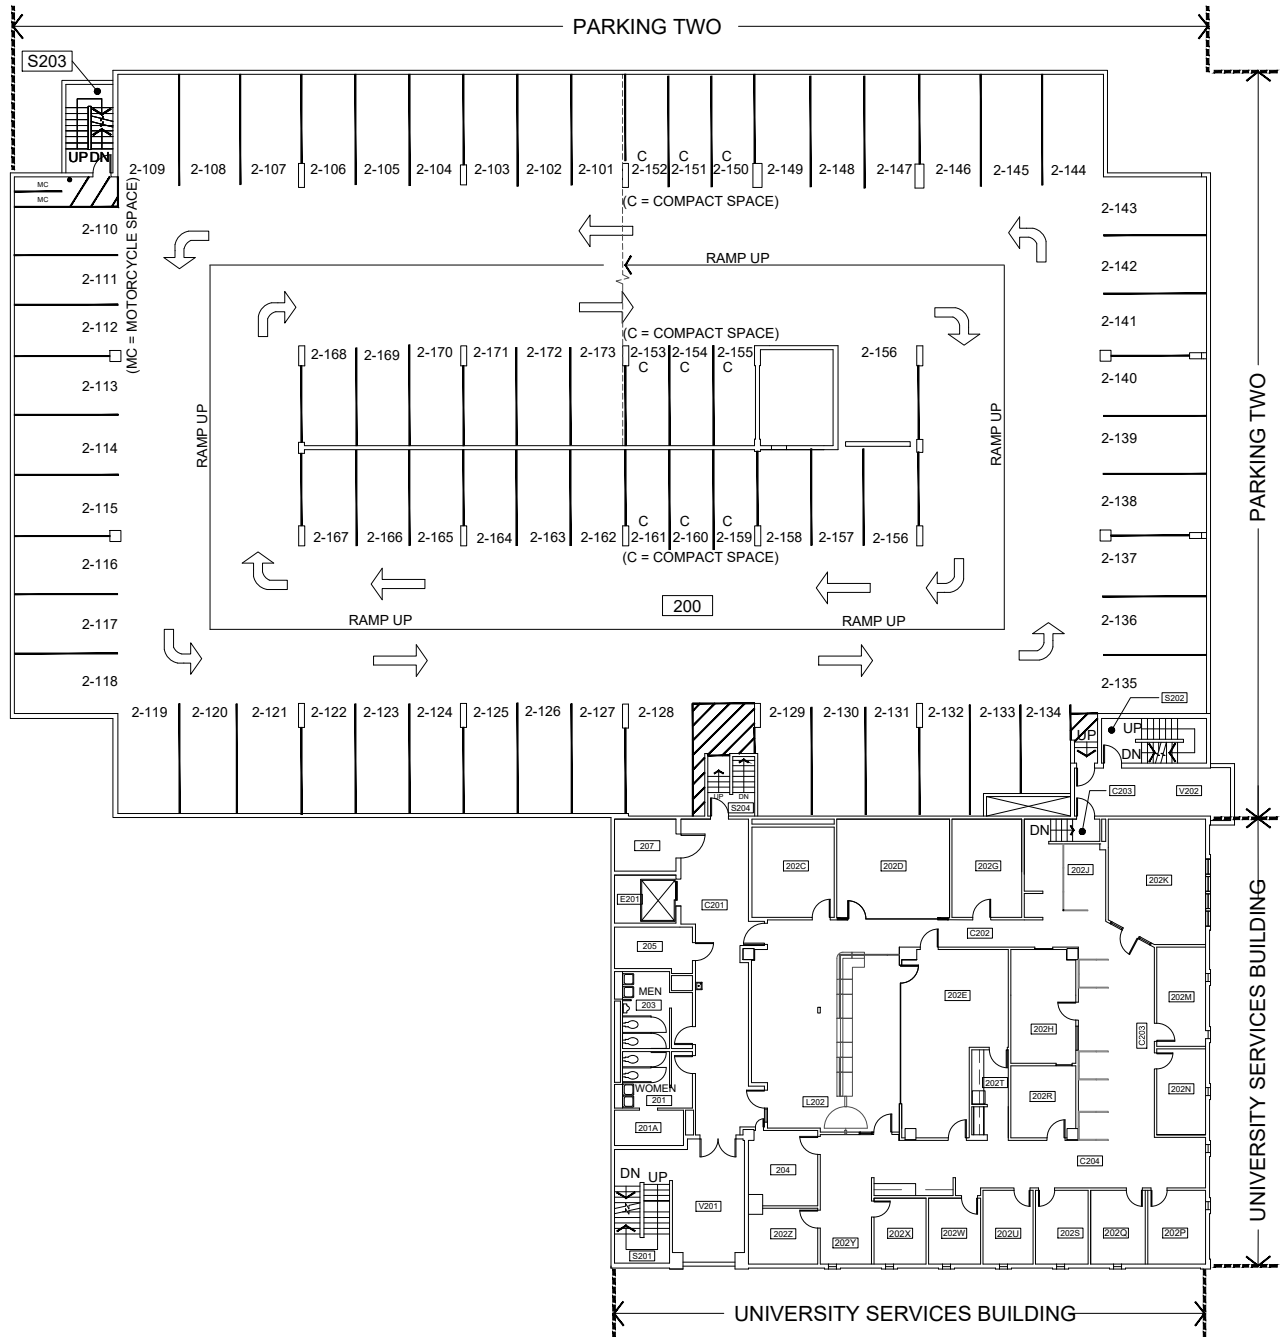 PARKING TWO
S203
UP DN
2-109 2-108 2-107 2-106 2-105 2-104 2-103 2-102 2-101 2-152 2-151 2-150 2-149 2-148 2-147 2-146 2-145 2-144
C C C
(C = COMPACT SPACE)
MC
MC
(MC = MOTORCYCLE SPACE)
2-110
2-111
2-112
2-113
2-114
2-115
2-116
2-117
2-118
2-143
2-142
2-141
2-140
2-139
2-138
2-137
2-136
2-135
PARKING TWO
RAMP UP
RAMP UP
RAMP UP
(C = COMPACT SPACE)
2-168 2-169 2-170 2-171 2-172 2-173 2-153 2-154 2-155 2-156
C C C
C C C
2-167 2-166 2-165 2-164 2-163 2-162 2-161 2-160 2-159 2-158 2-157 2-156
(C = COMPACT SPACE)
200
RAMP UP
RAMP UP
2-119 2-120 2-121 2-122 2-123 2-124 2-125 2-126 2-127 2-128 2-129 2-130 2-131 2-132 2-133 2-134
S202
UP
UP
DN
UP DN
S204
C203
V202
DN
207
202C
202D
202G
202J
202K
E201
C201
205
C202
MEN
203
202E
202H
202M
C203
WOMEN
201
201A
L202
202T
202R
202N
204
C204
DN UP
V201
S201
202Z
202Y
202X
202W
202U
202S
202Q
202P
UNIVERSITY SERVICES BUILDING
UNIVERSITY SERVICES BUILDING